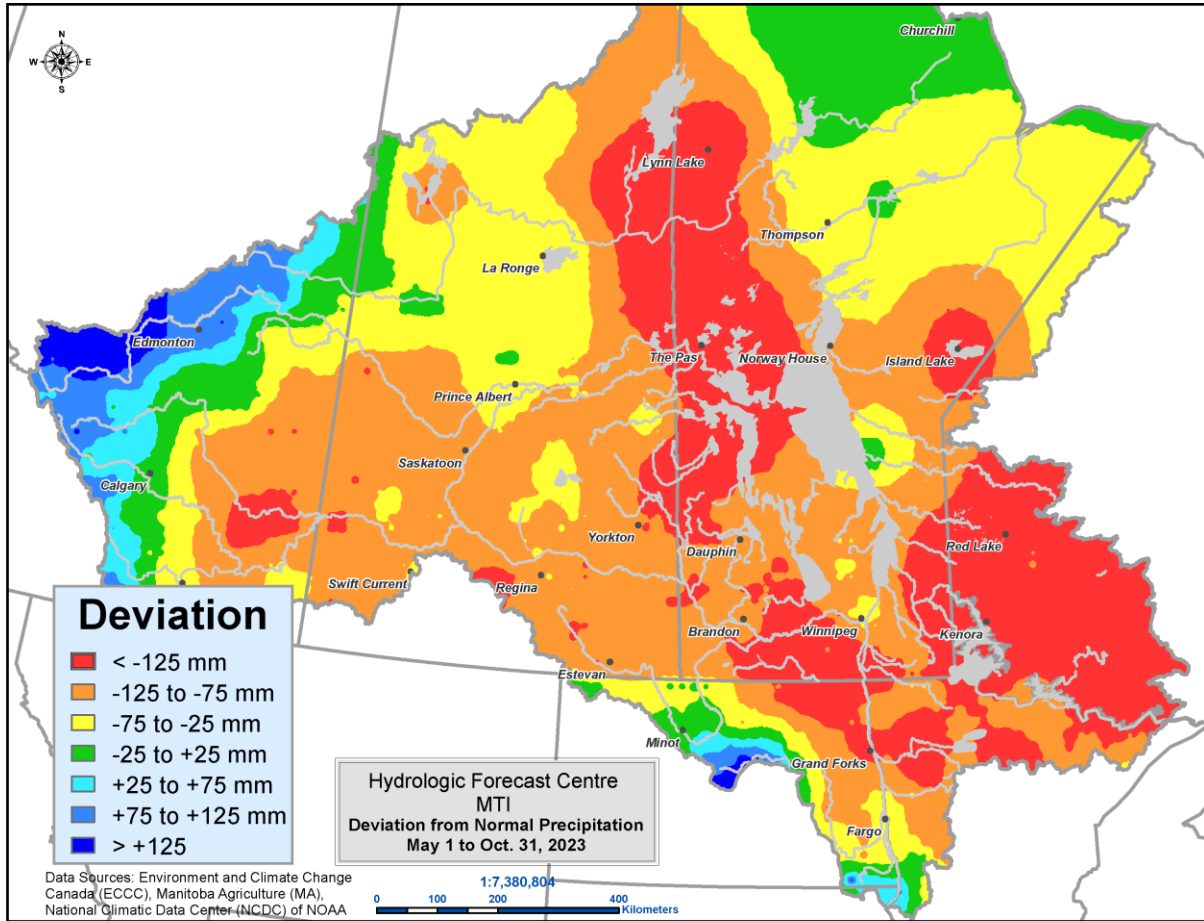 N
W E
S
Churchill
Lynn Lake
Thompson
La Ronge
Edmonton
The Pas
Norway House
Island Lake
Prince Albert
Saskatoon
Calgary
Yorkton
Dauphin
Red Lake
Swift Current
Regina
Brandon
Winnipeg
Kenora
Estevan
Minot
Grand Forks
Fargo
Deviation
< -125 mm
-125 to -75 mm
-75 to -25 mm
-25 to +25 mm
+25 to +75 mm
+75 to +125 mm
> +125
Hydrologic Forecast Centre
MTI
Deviation from Normal Precipitation
May 1 to Oct. 31, 2023
Data Sources: Environment and Climate Change
Canada (ECCC), Manitoba Agriculture (MA),
National Climatic Data Center (NCDC) of NOAA
1:7,380,804
0 100 200 400
Kilometers